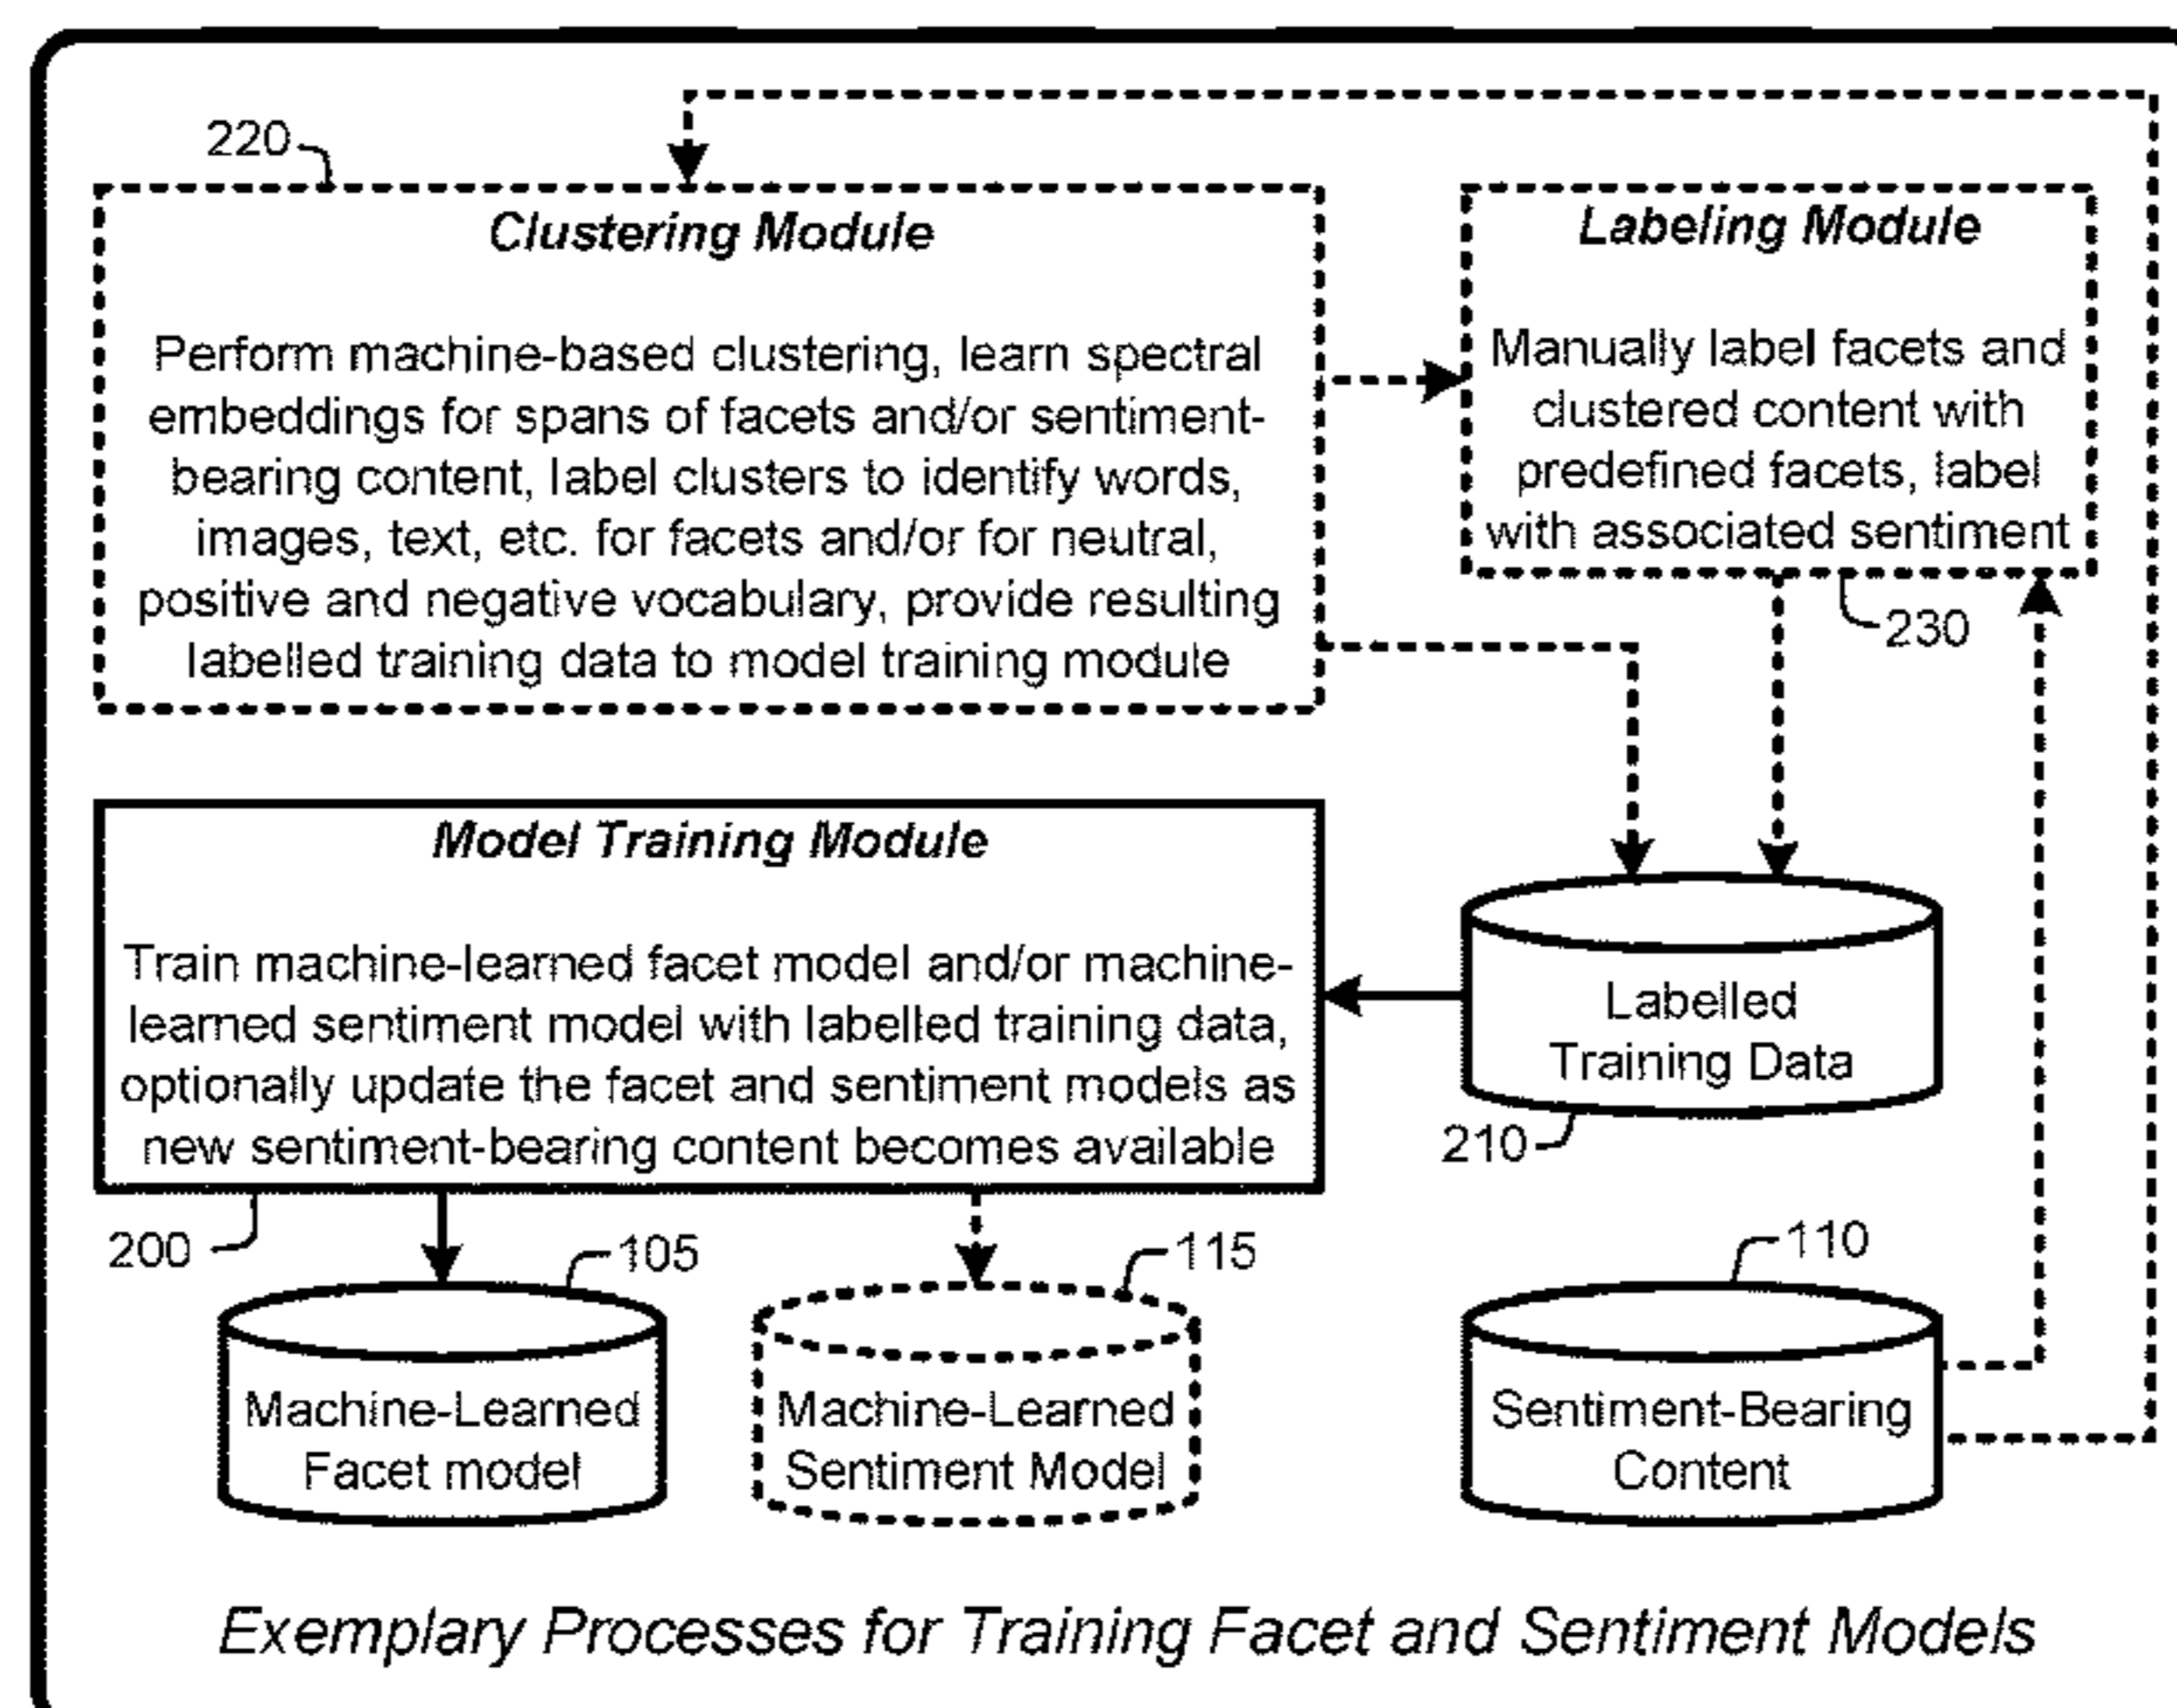 220
Clustering Module
Perform machine-based clustering, learn spectral
embeddings for spans of facets and/or sentiment-
bearing content, label clusters to identify words,
images, text, etc. for facets and/or for neutral,
positive and negative vocabulary, provide resulting
labelled training data to model training module
Labeling Module
Manually label facets and
clustered content with
predefined facets, label
with associated sentiment
230
Model Training Module
Train machine-learned facet model and/or machine-
learned sentiment model with labelled training data,
optionally update the facet and sentiment models as
new sentiment-bearing content becomes available
Labelled
Training Data
210
200
105
115
110
Machine-Learned
Facet model
Machine-Learned
Sentiment Model
Sentiment-Bearing
Content
Exemplary Processes for Training Facet and Sentiment Models